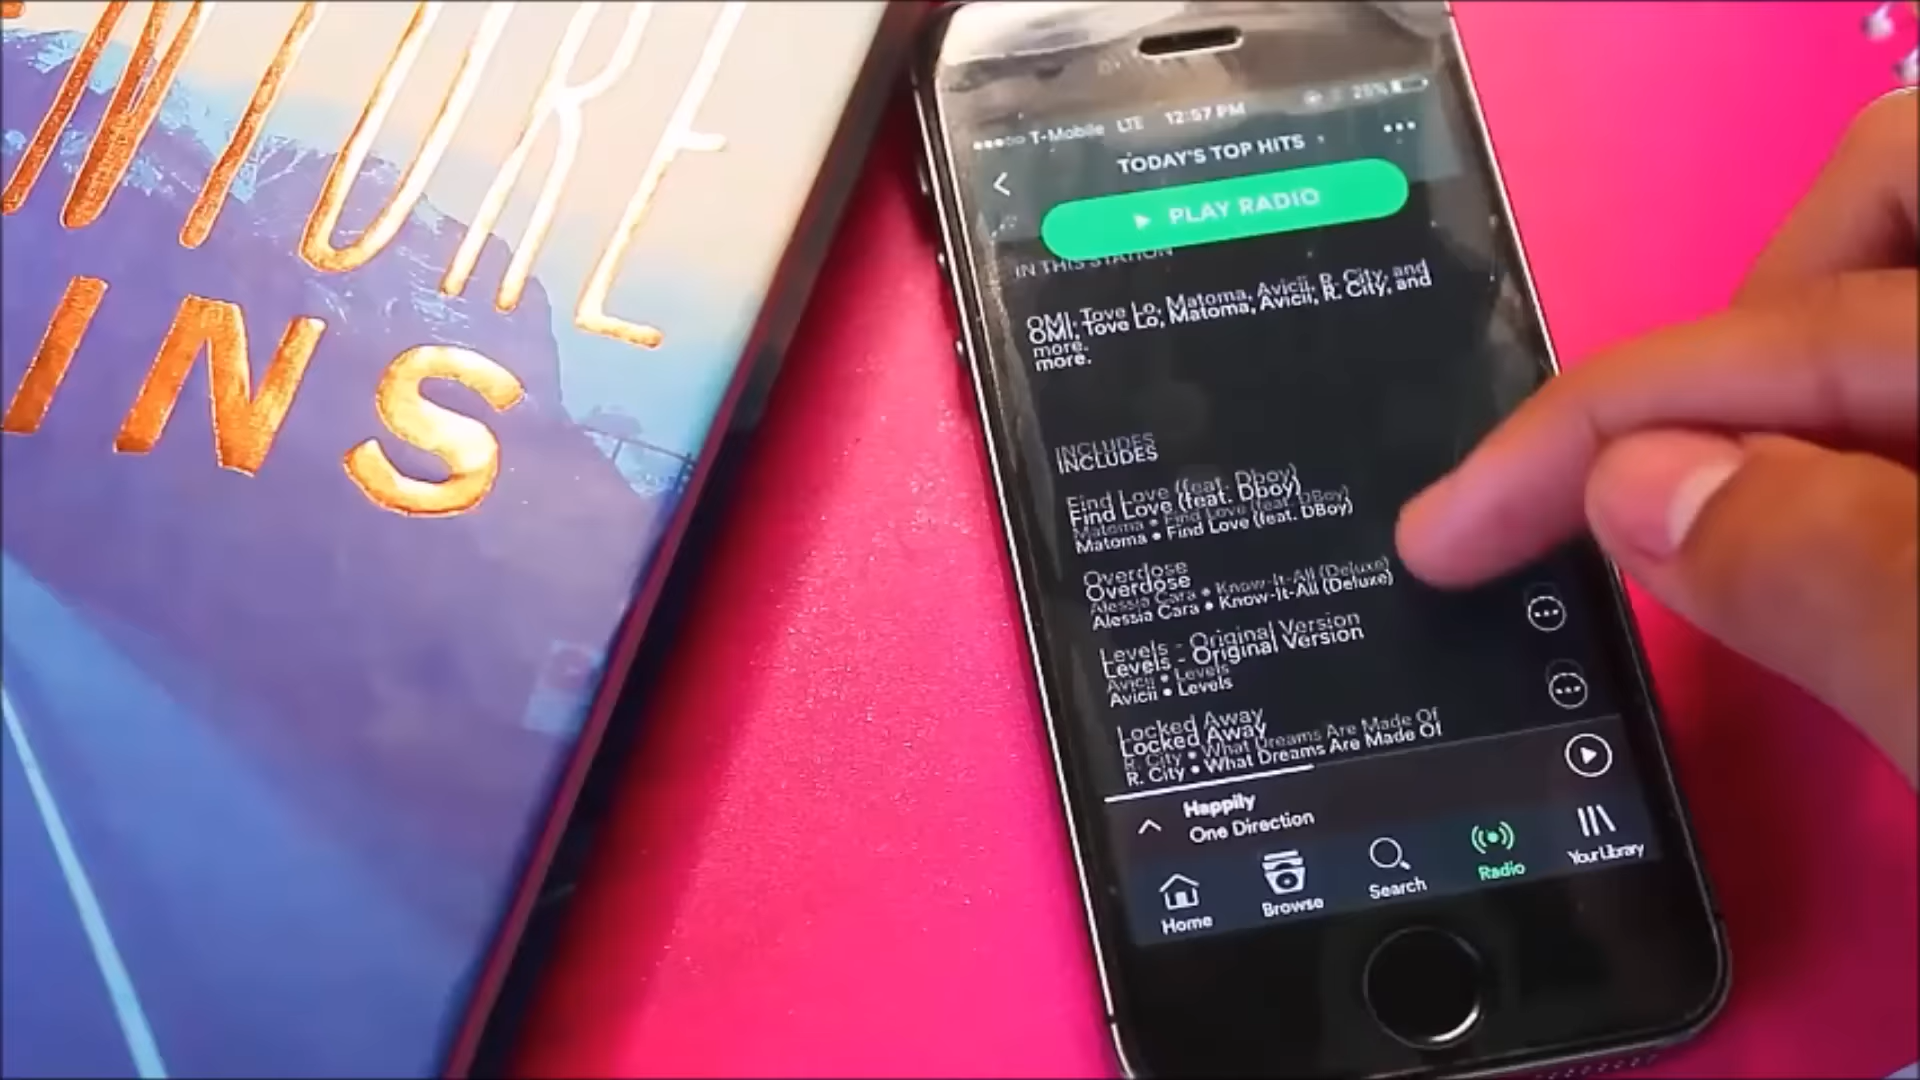 ENTURE
INS
T-Mobile LTE 12:57 PM 25%
TODAY'S TOP HITS
PLAY RADIO
IN THIS STATION
OMI, Tove Lo, Matoma, Avicii, R. City, and
more.
INCLUDES
Find Love (feat. Dboy)
Matoma • Find Love (feat. DBoy)
Overdose
Alessia Cara • Know-It-All (Deluxe)
Levels - Original Version
Avicii • Levels
Locked Away
R. City • What Dreams Are Made Of
Happily
One Direction
Home
Browse
Search
Radio
Your Library